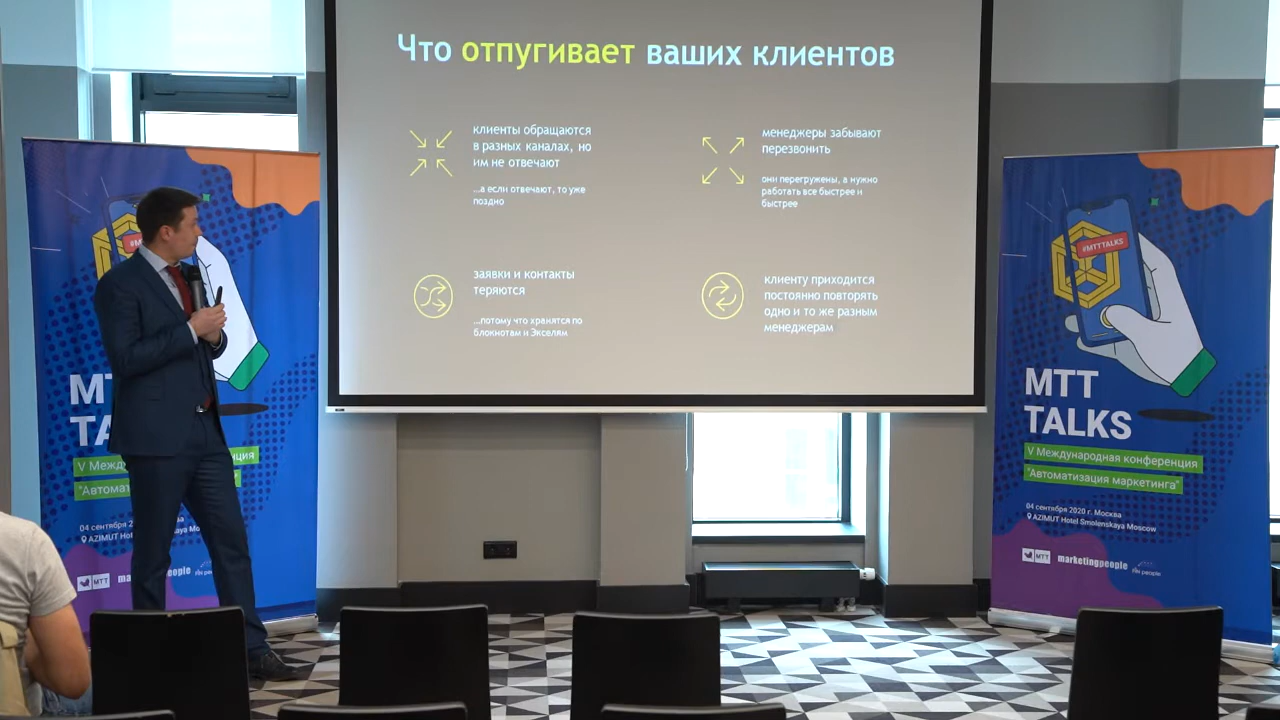 Что отпугивает ваших клиентов
клиенты обращаются
в разных каналах, но
им не отвечают
...а если отвечают, то уже
поздно
менеджеры забывают
перезвонить
они перегружены, а нужно
работать все быстрее и
быстрее
заявки и контакты
теряются
...потому что хранятся по
блокнотам и Экселям
клиенту приходится
постоянно повторять
одно и то же разным
менеджерам
#MTTTALKS
MTT
TALKS
V Международная конференция
"Автоматизация маркетинга"
04 сентября 2020 г. Москва
AZIMUT Hotel Smolenskaya Moscow
MTT
marketingpeople
V
04 сентября
AZIMUT
MTT